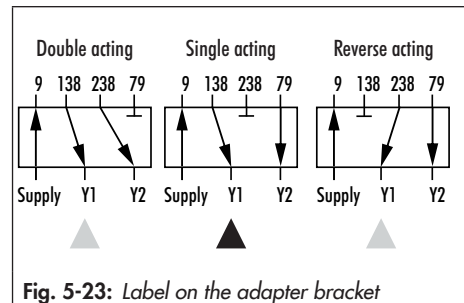 Double acting Single acting Reverse acting
9 138 238 79 9 138 238 79 9 138 238 79
Supply Y1 Y2 Supply Y1 Y2 Supply Y1 Y2
Fig. 5-23: Label on the adapter bracket